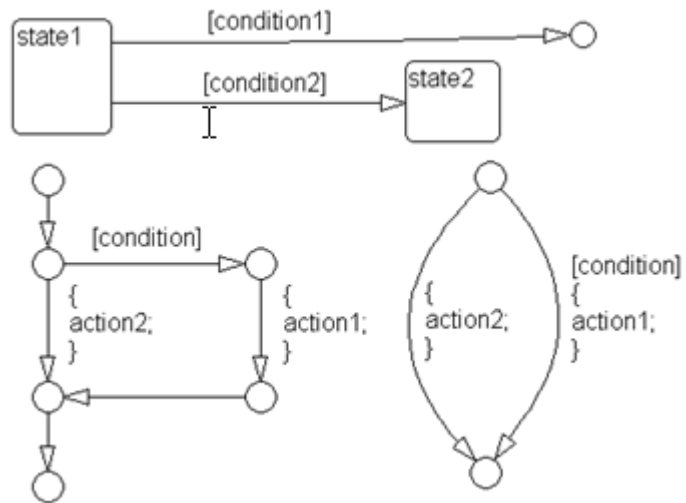 [condition1]
state1
[condition2]
state2
[condition]
{
action2;
}
{
action1;
}
{
action2;
}
[condition]
{
action1;
}